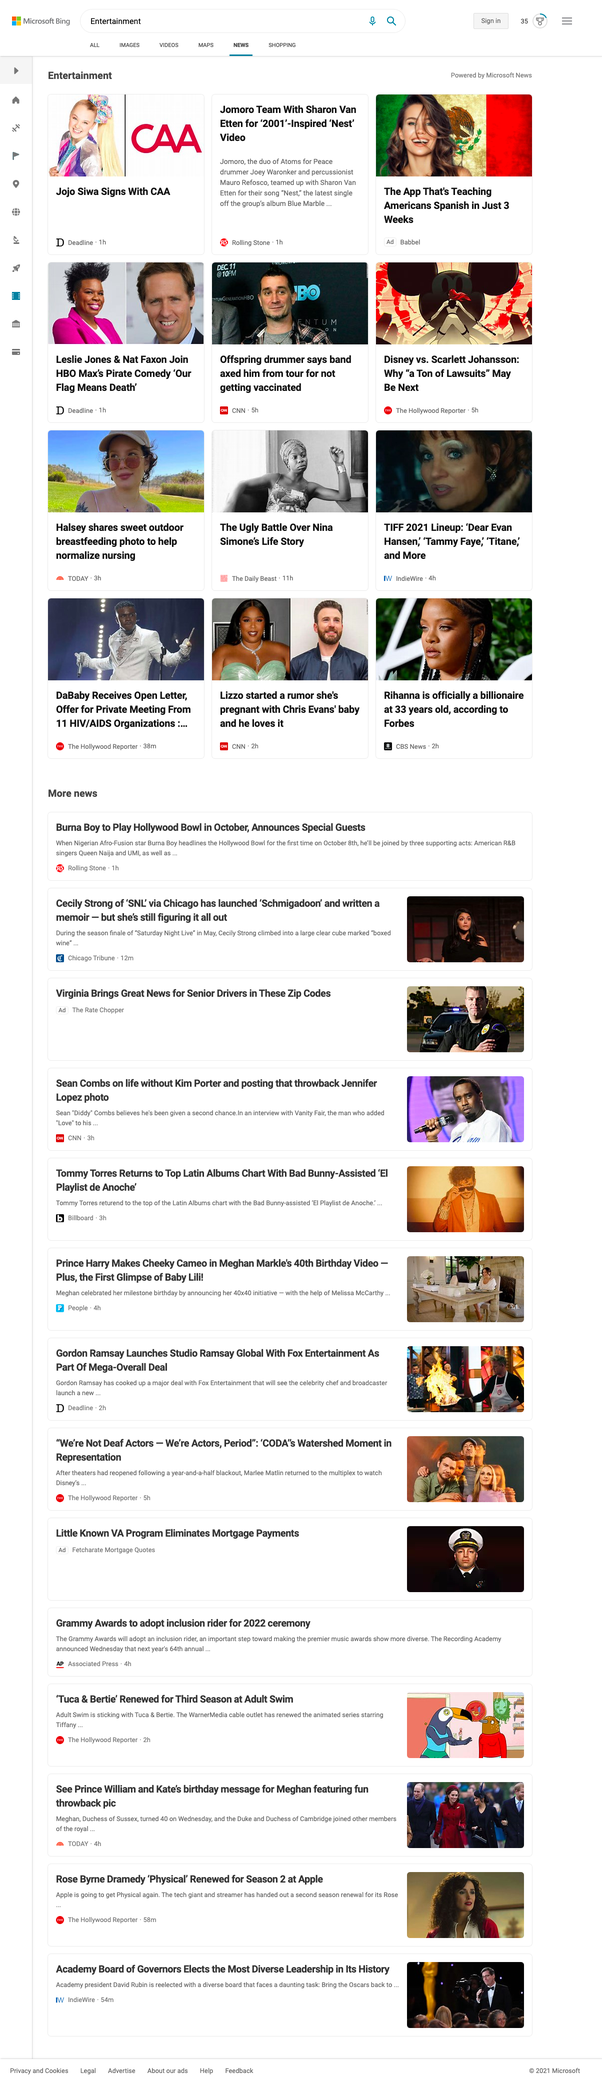 Microsoft Bing
Entertainment
Sign in
35
ALL IMAGES VIDEOS MAPS NEWS SHOPPING
Entertainment
Powered by Microsoft News
CAA
Jojo Siwa Signs With CAA
Deadline · 1h
Jomoro Team With Sharon Van
Etten for ‘2001’-Inspired ‘Nest’
Video
Jomoro, the duo of Atoms for Peace
drummer Joey Waronker and percussionist
Mauro Refosco, teamed up with Sharon Van
Etten for their song “Nest,” the latest single
off the group's album Blue Marble ...
Rolling Stone · 1h
The App That's Teaching
Americans Spanish in Just 3
Weeks
Ad Babbel
Leslie Jones & Nat Faxon Join
HBO Max's Pirate Comedy ‘Our
Flag Means Death’
Deadline · 1h
DEC.11
@10PM
Offspring drummer says band
axed him from tour for not
getting vaccinated
CNN · 5h
Disney vs. Scarlett Johansson:
Why “a Ton of Lawsuits” May
Be Next
The Hollywood Reporter · 5h
Halsey shares sweet outdoor
breastfeeding photo to help
normalize nursing
TODAY · 3h
The Ugly Battle Over Nina
Simone's Life Story
The Daily Beast · 11h
TIFF 2021 Lineup: ‘Dear Evan
Hansen,’ ‘Tammy Faye,’ ‘Titane,’
and More
IndieWire · 4h
DaBaby Receives Open Letter,
Offer for Private Meeting From
11 HIV/AIDS Organizations :...
The Hollywood Reporter · 38m
Lizzo started a rumor she's
pregnant with Chris Evans' baby
and he loves it
CNN · 2h
Rihanna is officially a billionaire
at 33 years old, according to
Forbes
CBS News · 2h
More news
Burna Boy to Play Hollywood Bowl in October, Announces Special Guests
When Nigerian Afro-Fusion star Burna Boy headlines the Hollywood Bowl for the first time on October 8th, he'll be joined by three supporting acts: American R&B
singers Queen Naija and UMI, as well as ...
Rolling Stone · 1h
Cecily Strong of ‘SNL’ via Chicago has launched ‘Schmigadoon’ and written a
memoir — but she's still figuring it all out
During the season finale of “Saturday Night Live” in May, Cecily Strong climbed into a large clear cube marked “boxed
wine” ...
Chicago Tribune · 12m
Virginia Brings Great News for Senior Drivers in These Zip Codes
Ad The Rate Chopper
Sean Combs on life without Kim Porter and posting that throwback Jennifer
Lopez photo
Sean "Diddy" Combs believes he's been given a second chance.In an interview with Vanity Fair, the man who added
"Love" to his ...
CNN · 3h
Tommy Torres Returns to Top Latin Albums Chart With Bad Bunny-Assisted ‘El
Playlist de Anoche’
Tommy Torres returend to the top of the Latin Albums chart with the Bad Bunny-assisted ‘El Playlist de Anoche.’ ...
Billboard · 3h
Prince Harry Makes Cheeky Cameo in Meghan Markle's 40th Birthday Video —
Plus, the First Glimpse of Baby Lili!
Meghan celebrated her milestone birthday by announcing her 40x40 initiative — with the help of Melissa McCarthy ...
People · 4h
Gordon Ramsay Launches Studio Ramsay Global With Fox Entertainment As
Part Of Mega-Overall Deal
Gordon Ramsay has cooked up a major deal with Fox Entertainment that will see the celebrity chef and broadcaster
launch a new ...
Deadline · 2h
“We're Not Deaf Actors — We're Actors, Period”: ‘CODA”s Watershed Moment in
Representation
After theaters had reopened following a year-and-a-half blackout, Marlee Matlin returned to the multiplex to watch
Disney's ...
The Hollywood Reporter · 5h
Little Known VA Program Eliminates Mortgage Payments
Ad Fetcharate Mortgage Quotes
Grammy Awards to adopt inclusion rider for 2022 ceremony
The Grammy Awards will adopt an inclusion rider, an important step toward making the premier music awards show more diverse. The Recording Academy
announced Wednesday that next year's 64th annual ...
AP Associated Press · 4h
‘Tuca & Bertie’ Renewed for Third Season at Adult Swim
Adult Swim is sticking with Tuca & Bertie. The WarnerMedia cable outlet has renewed the animated series starring
Tiffany ...
The Hollywood Reporter · 2h
See Prince William and Kate's birthday message for Meghan featuring fun
throwback pic
Meghan, Duchess of Sussex, turned 40 on Wednesday, and the Duke and Duchess of Cambridge joined other members
of the royal ...
TODAY · 4h
Rose Byrne Dramedy ‘Physical’ Renewed for Season 2 at Apple
Apple is going to get Physical again. The tech giant and streamer has handed out a second season renewal for its Rose
...
The Hollywood Reporter · 58m
Academy Board of Governors Elects the Most Diverse Leadership in Its History
Academy president David Rubin is reelected with a diverse board that faces a daunting task: Bring the Oscars back to ...
IndieWire · 54m
Privacy and Cookies Legal Advertise About our ads Help Feedback
© 2021 Microsoft